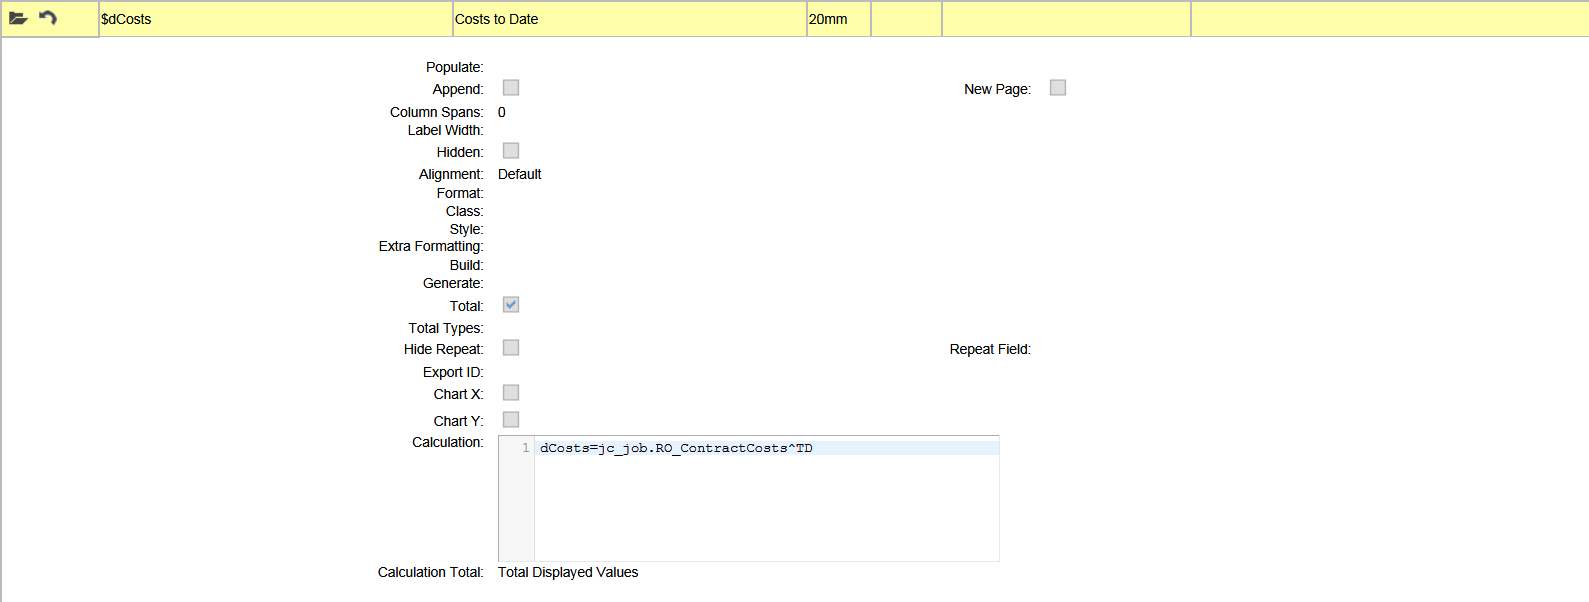 $dCosts Costs to Date 20mm
Populate:
Append: New Page:
Column Spans: 0
Label Width:
Hidden:
Alignment: Default
Format:
Class:
Style:
Extra Formatting:
Build:
Generate:
Total:
Total Types:
Hide Repeat: Repeat Field:
Export ID:
Chart X:
Chart Y:
Calculation:
1 dCosts=jc_job.RO_ContractCosts^TD
Calculation Total: Total Displayed Values